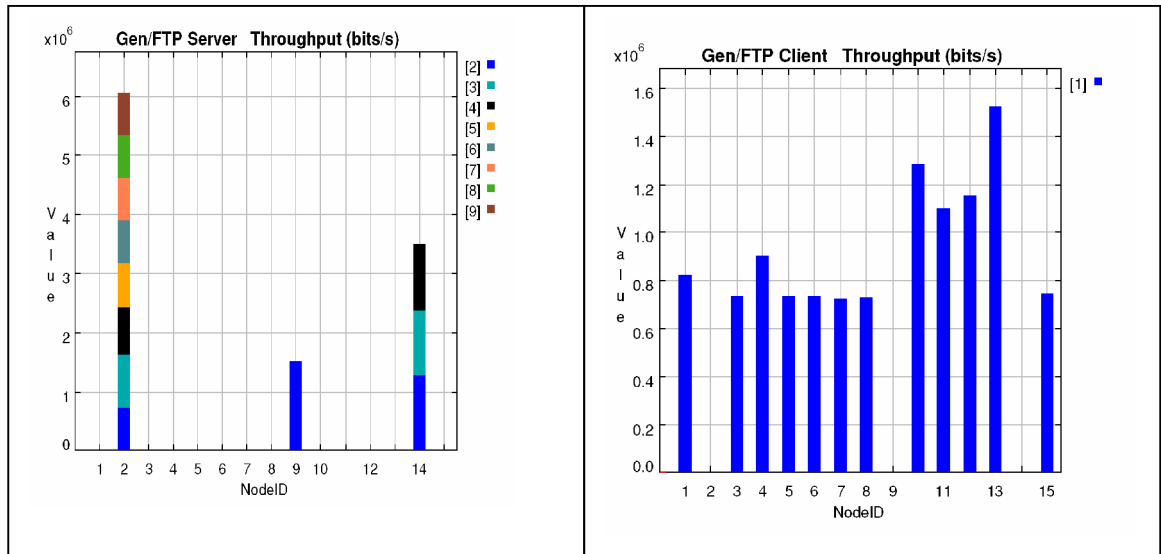 Gen/FTP Server Throughput (bits/s)
x10⁶
[2]
[3]
[4]
[5]
[6]
[7]
[8]
[9]
6
5
4
3
2
1
0
Value
1 2 3 4 5 6 7 8 9 10 12 14
NodeID
Gen/FTP Client Throughput (bits/s)
x10⁶
[1]
1.6
1.4
1.2
1.0
0.8
0.6
0.4
0.2
0.0
Value
1 2 3 4 5 6 7 8 9 11 13 15
NodeID